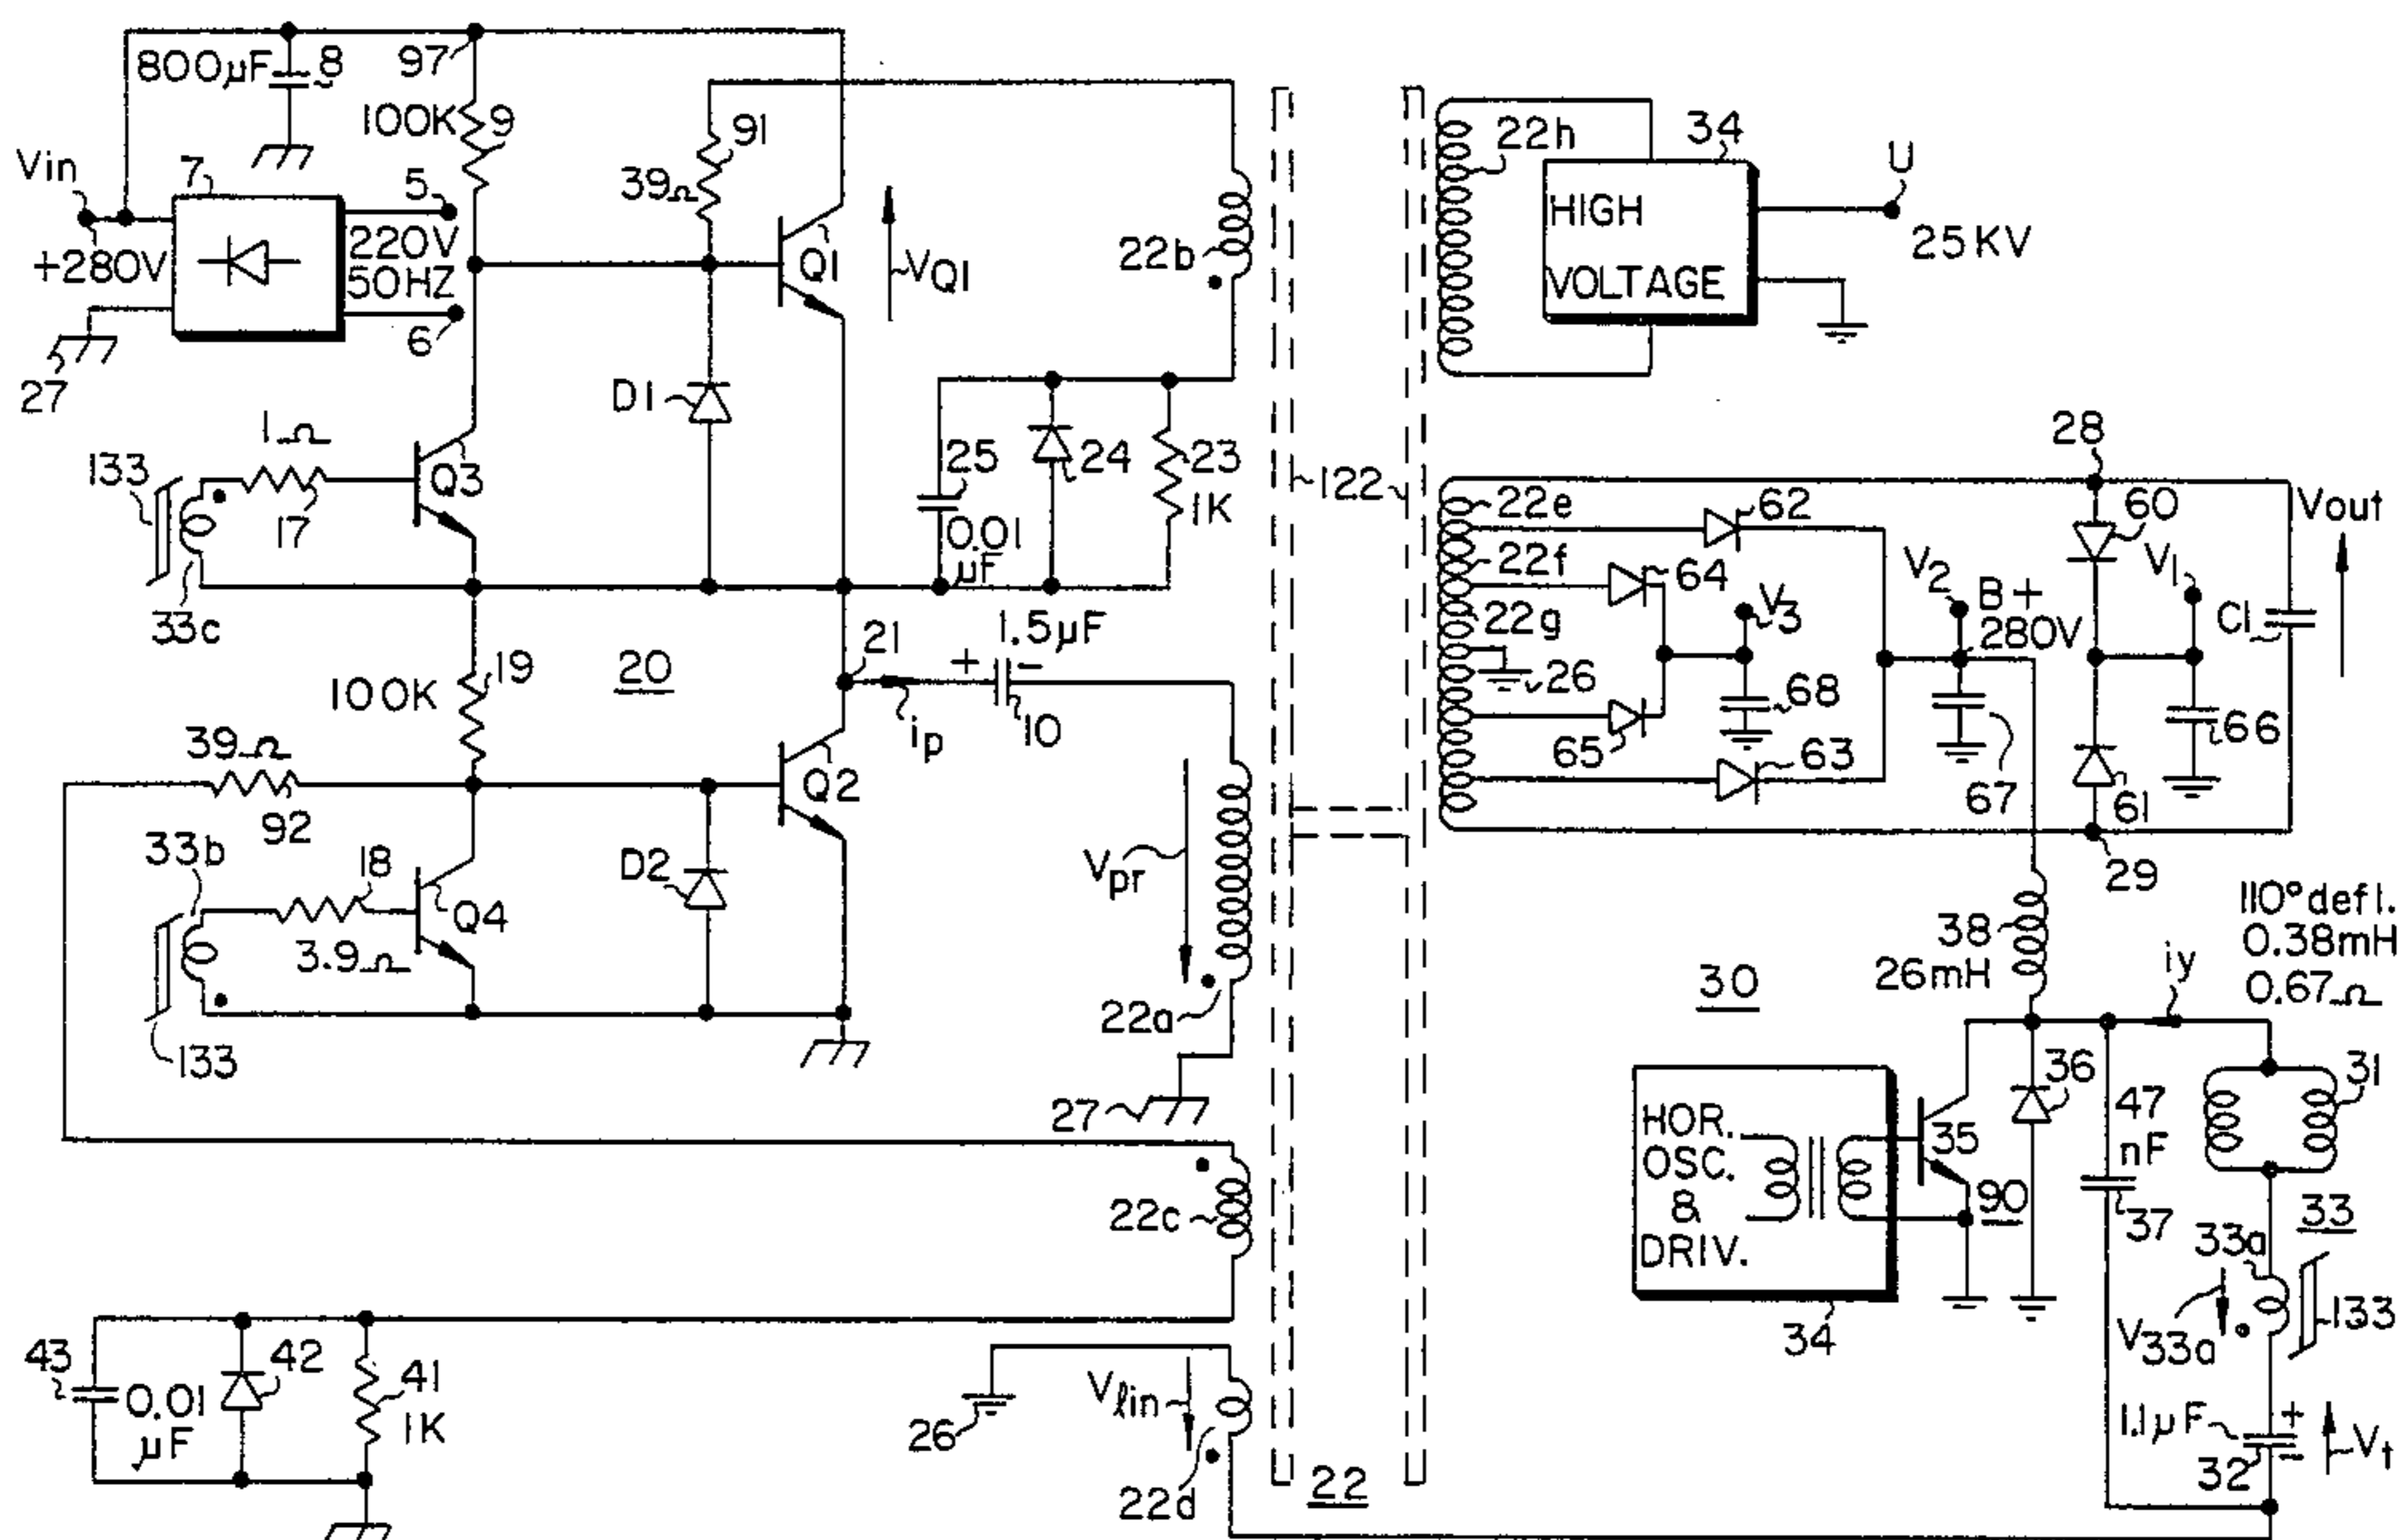 800µF
8
97
100K
9
91
39Ω
Vin
7
5
+280V
220V
50HZ
6
27
Q1
VQ1
22b
22h
34
HIGH
VOLTAGE
U
25KV
D1
1Ω
133
17
Q3
33c
25
24
23
0.01
µF
1K
122
28
22e
62
60
Vout
22f
64
V2
V1
22g
V3
B+
280V
C1
26
68
66
65
63
67
61
29
19
100K
20
21
1.5µF
+
-
ip
10
39Ω
92
Q2
33b
18
D2
Q4
3.9Ω
133
Vpr
22a
27
38
26mH
30
iy
110° defl.
0.38mH
0.67Ω
31
36
47
nF
37
HOR.
OSC.
&
DRIV.
35
90
34
33a
33
V33a
133
1.1µF
+
-
32
Vt
22c
43
0.01
µF
42
41
1K
26
Vlin
22d
22